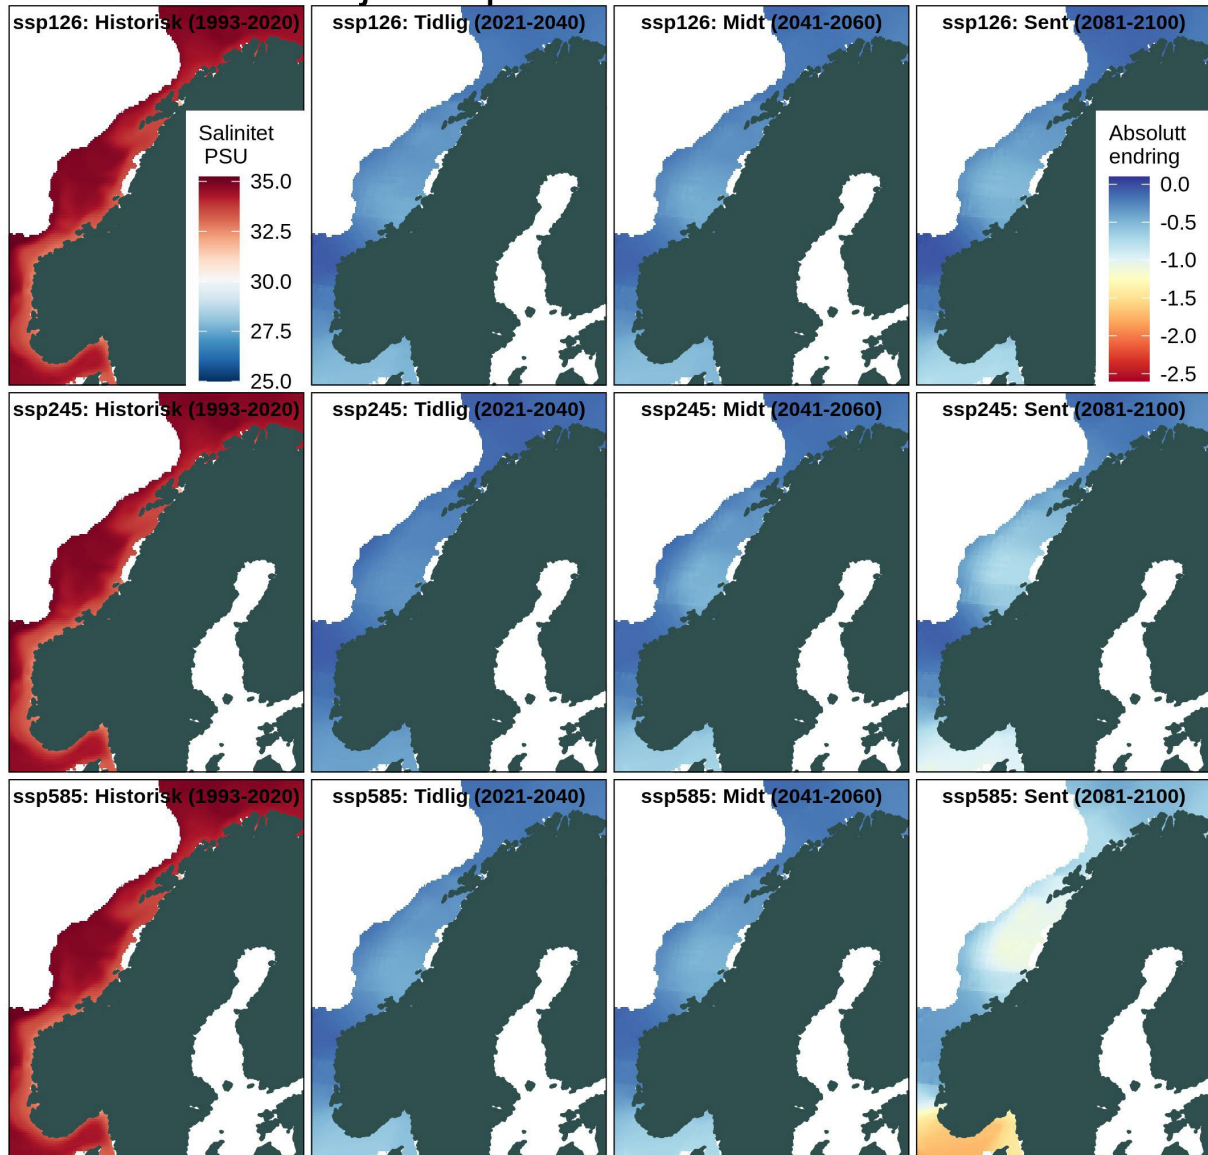 ssp126: Historisk (1993-2020)
ssp126: Tidlig (2021-2040)
ssp126: Midt (2041-2060)
ssp126: Sent (2081-2100)
Salinitet
PSU
35.0
32.5
30.0
27.5
25.0
Absolutt
endring
0.0
-0.5
-1.0
-1.5
-2.0
-2.5
ssp245: Historisk (1993-2020)
ssp245: Tidlig (2021-2040)
ssp245: Midt (2041-2060)
ssp245: Sent (2081-2100)
ssp585: Historisk (1993-2020)
ssp585: Tidlig (2021-2040)
ssp585: Midt (2041-2060)
ssp585: Sent (2081-2100)